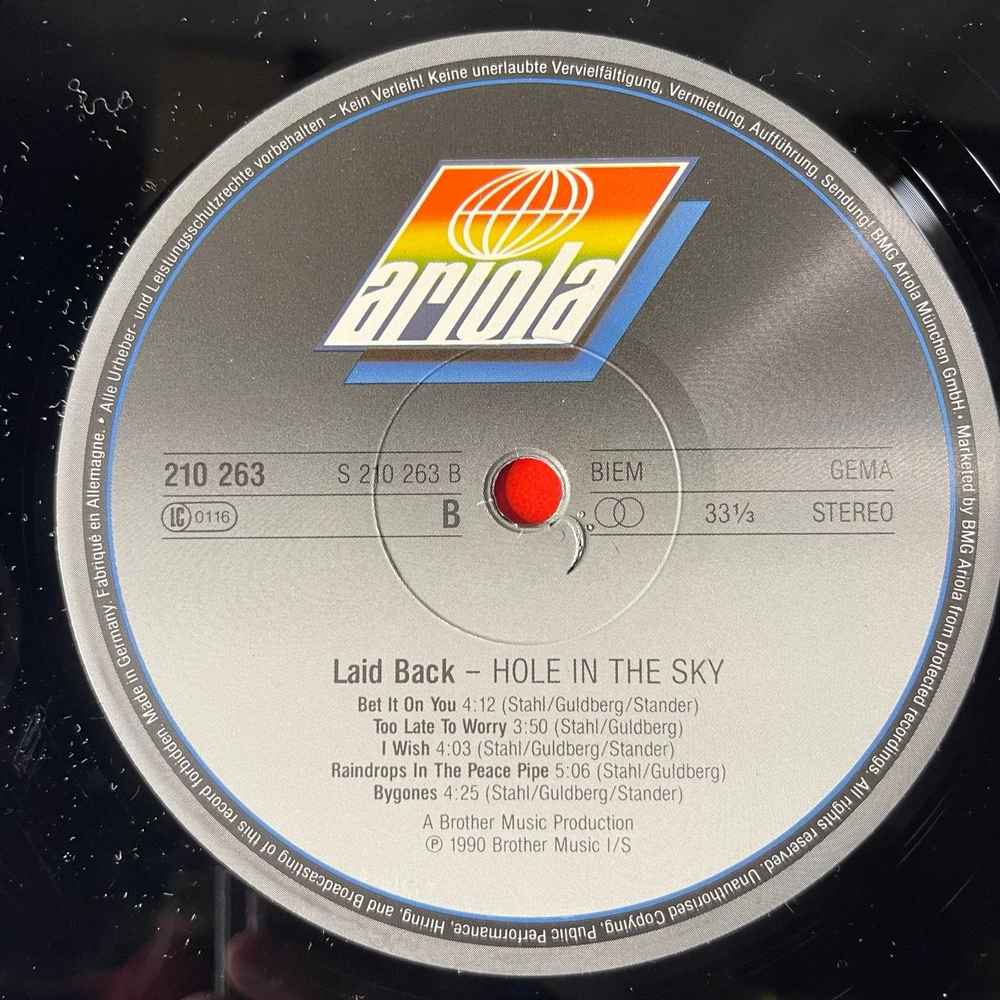 Made in Germany. Fabriqué en Allemagne. • Alle Urheber- und Leistungsschutzrechte vorbehalten – Kein Verleih! Keine unerlaubte Vervielfältigung, Vermietung, Aufführung, Sendung! BMG Ariola München GmbH. • Marketed by BMG Ariola from protected recordings. All rights reserved. Unauthorised Copying, Public Performance, Hiring, and Broadcasting of this record forbidden.
ariola
210 263 S 210 263 B BIEM GEMA
LC 0116 B 33⅓ STEREO
Laid Back – HOLE IN THE SKY
Bet It On You 4:12 (Stahl/Guldberg/Stander)
Too Late To Worry 3:50 (Stahl/Guldberg)
I Wish 4:03 (Stahl/Guldberg/Stander)
Raindrops In The Peace Pipe 5:06 (Stahl/Guldberg)
Bygones 4:25 (Stahl/Guldberg/Stander)
A Brother Music Production
℗ 1990 Brother Music I/S